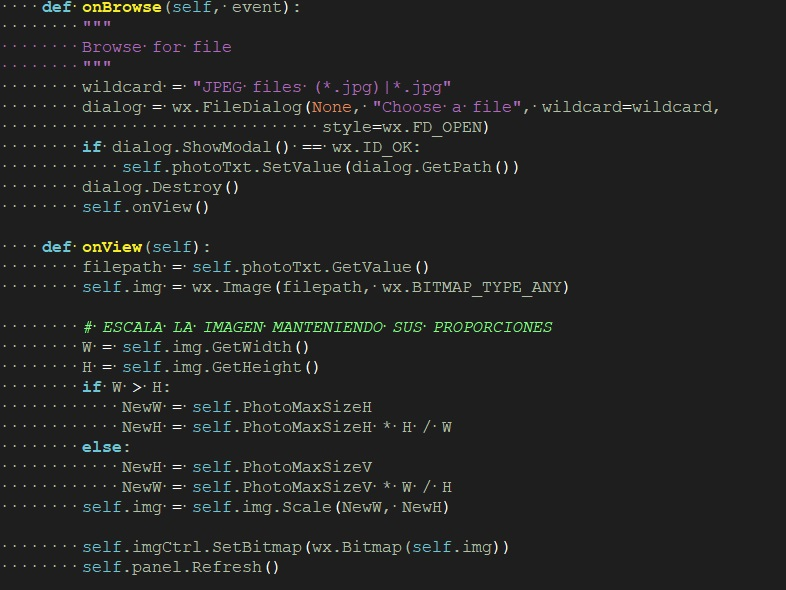 def onBrowse(self, event):
"""
Browse for file
"""
wildcard = "JPEG files (*.jpg)|*.jpg"
dialog = wx.FileDialog(None, "Choose a file", wildcard=wildcard,
style=wx.FD_OPEN)
if dialog.ShowModal() == wx.ID_OK:
self.photoTxt.SetValue(dialog.GetPath())
dialog.Destroy()
self.onView()
def onView(self):
filepath = self.photoTxt.GetValue()
self.img = wx.Image(filepath, wx.BITMAP_TYPE_ANY)
# ESCALA LA IMAGEN MANTENIENDO SUS PROPORCIONES
W = self.img.GetWidth()
H = self.img.GetHeight()
if W > H:
NewW = self.PhotoMaxSizeH
NewH = self.PhotoMaxSizeH * H / W
else:
NewH = self.PhotoMaxSizeV
NewW = self.PhotoMaxSizeV * W / H
self.img = self.img.Scale(NewW, NewH)
self.imgCtrl.SetBitmap(wx.Bitmap(self.img))
self.panel.Refresh()